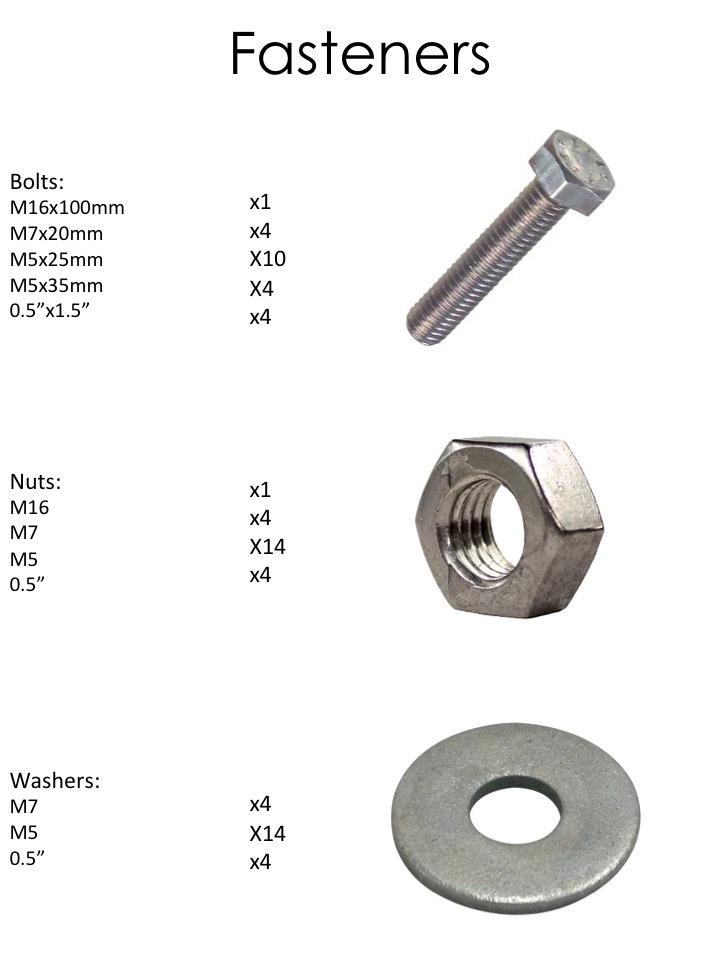 Fasteners
Bolts:
M16x100mm x1
M7x20mm x4
M5x25mm X10
M5x35mm X4
0.5”x1.5” x4
Nuts:
M16 x1
M7 x4
M5 X14
0.5” x4
Washers:
M7 x4
M5 X14
0.5” x4